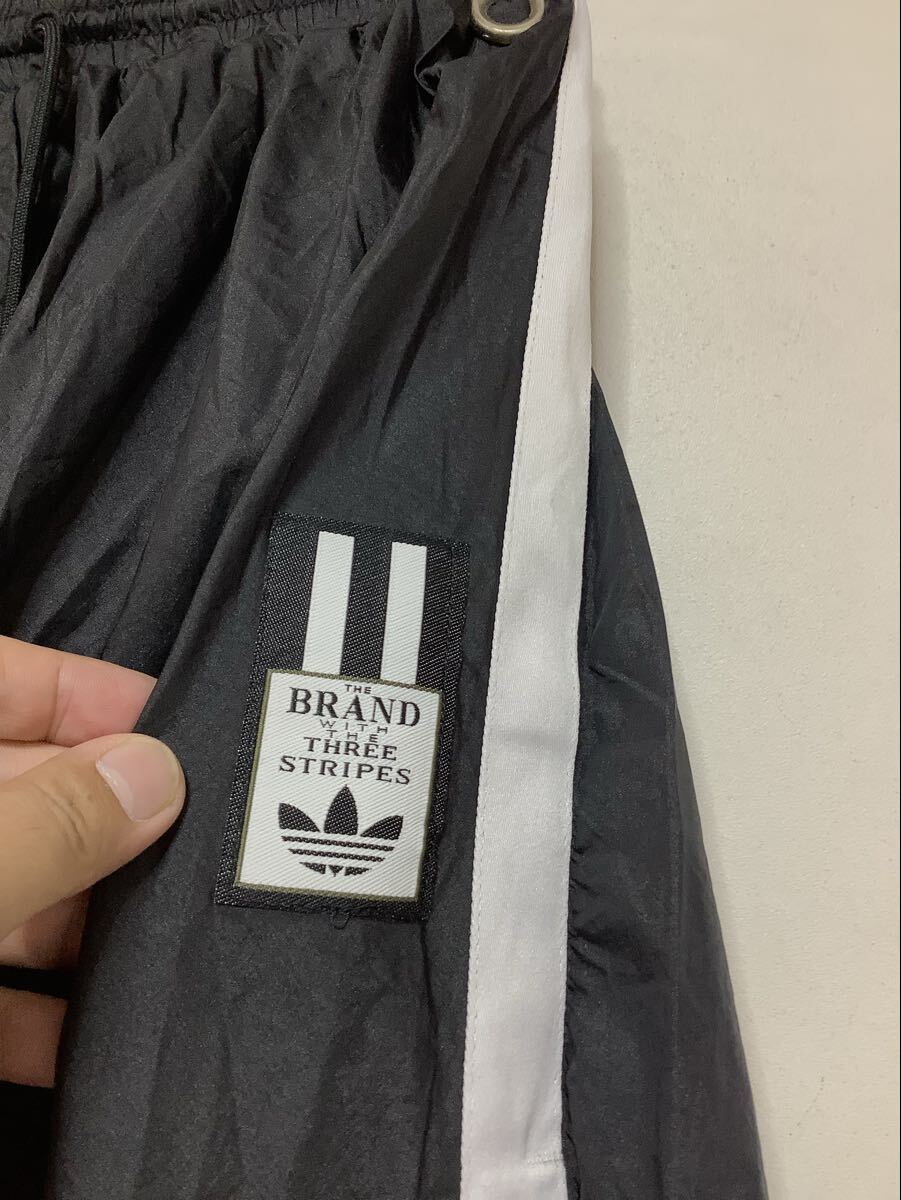 THE
BRAND
WITH
THE
THREE
STRIPES